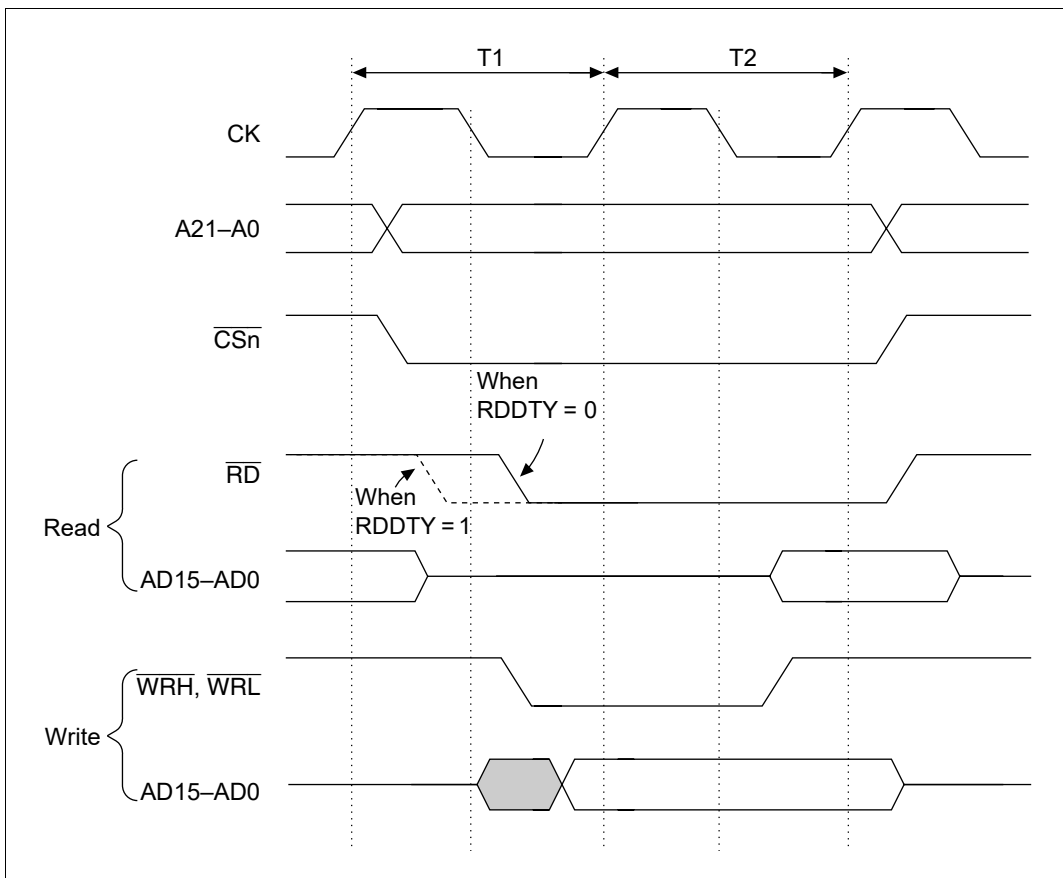 T1
T2
CK
A21–A0
CSn
When
RDDTY = 0
RD
When
RDDTY = 1
Read
AD15–AD0
WRH, WRL
Write
AD15–AD0